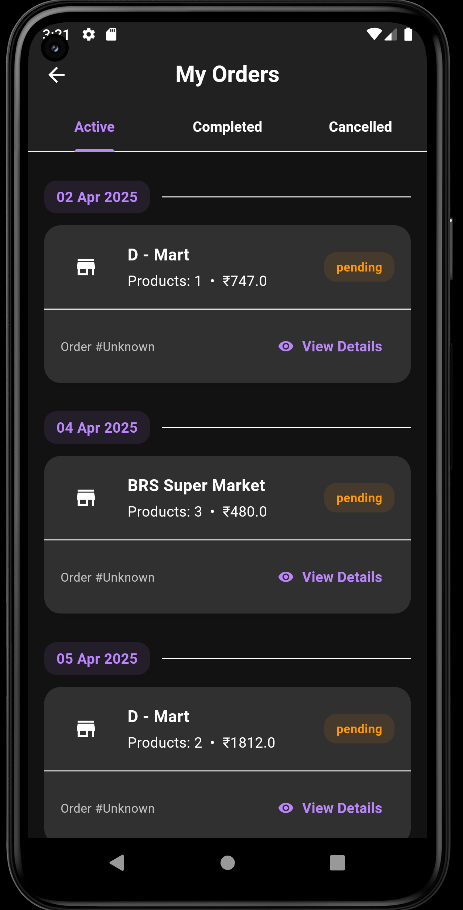 3:21
My Orders
Active Completed Cancelled
02 Apr 2025
D - Mart
Products: 1 • ₹747.0
pending
Order #Unknown
View Details
04 Apr 2025
BRS Super Market
Products: 3 • ₹480.0
pending
Order #Unknown
View Details
05 Apr 2025
D - Mart
Products: 2 • ₹1812.0
pending
Order #Unknown
View Details